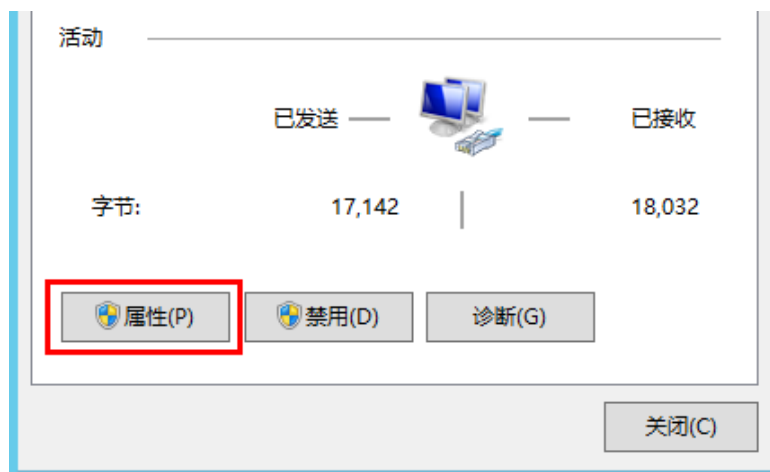 活动
已发送 已接收
字节: 17,142 18,032
属性(P) 禁用(D) 诊断(G)
关闭(C)